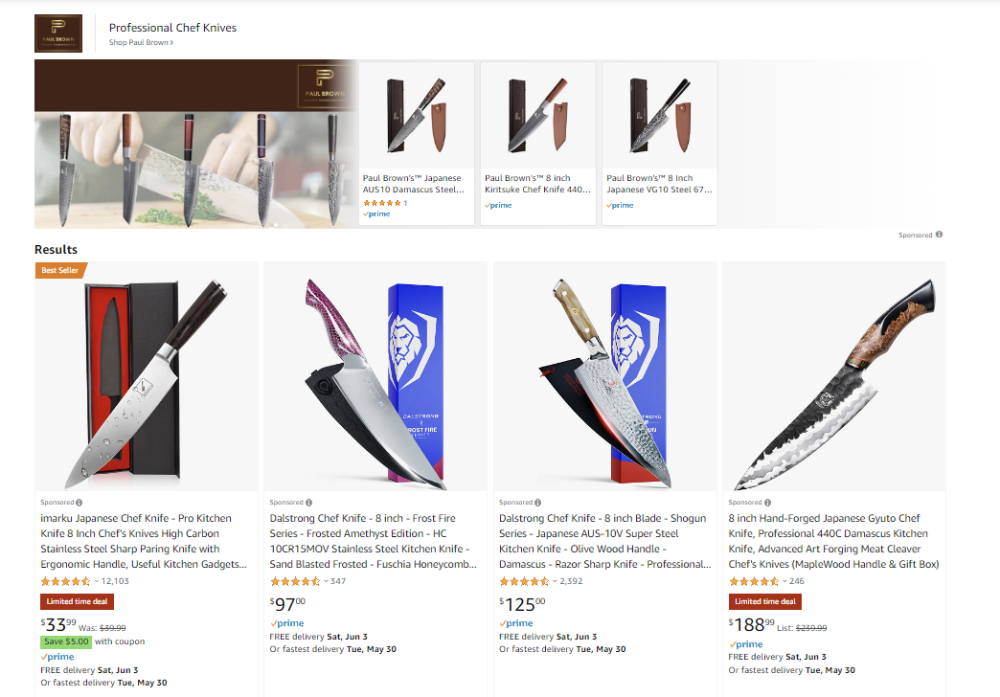 PAUL BROWN
Professional Chef Knives
Shop Paul Brown ›
PAUL BROWN
Paul Brown's™ Japanese
AUS10 Damascus Steel...
1
prime
Paul Brown's™ 8 inch
Kiritsuke Chef Knife 440...
prime
Paul Brown's™ 8 Inch
Japanese VG10 Steel 67...
prime
Sponsored
Results
Best Seller
DALSTRONG
FROST FIRE
DALSTRONG
Sponsored
imarku Japanese Chef Knife - Pro Kitchen
Knife 8 Inch Chef's Knives High Carbon
Stainless Steel Sharp Paring Knife with
Ergonomic Handle, Useful Kitchen Gadgets...
12,103
Limited time deal
$33.99 Was: $39.99
Save $5.00 with coupon
prime
FREE delivery Sat, Jun 3
Or fastest delivery Tue, May 30
Sponsored
Dalstrong Chef Knife - 8 inch - Frost Fire
Series - Frosted Amethyst Edition - HC
10CR15MOV Stainless Steel Kitchen Knife -
Sand Blasted Frosted - Fuschia Honeycomb...
347
$97.00
prime
FREE delivery Sat, Jun 3
Or fastest delivery Tue, May 30
Sponsored
Dalstrong Chef Knife - 8 inch Blade - Shogun
Series - Japanese AUS-10V Super Steel
Kitchen Knife - Olive Wood Handle -
Damascus - Razor Sharp Knife - Professional...
2,392
$125.00
prime
FREE delivery Sat, Jun 3
Or fastest delivery Tue, May 30
Sponsored
8 inch Hand-Forged Japanese Gyuto Chef
Knife, Professional 440C Damascus Kitchen
Knife, Advanced Art Forging Meat Cleaver
Chef's Knives (MapleWood Handle & Gift Box)
246
Limited time deal
$188.99 List: $239.99
prime
FREE delivery Sat, Jun 3
Or fastest delivery Tue, May 30